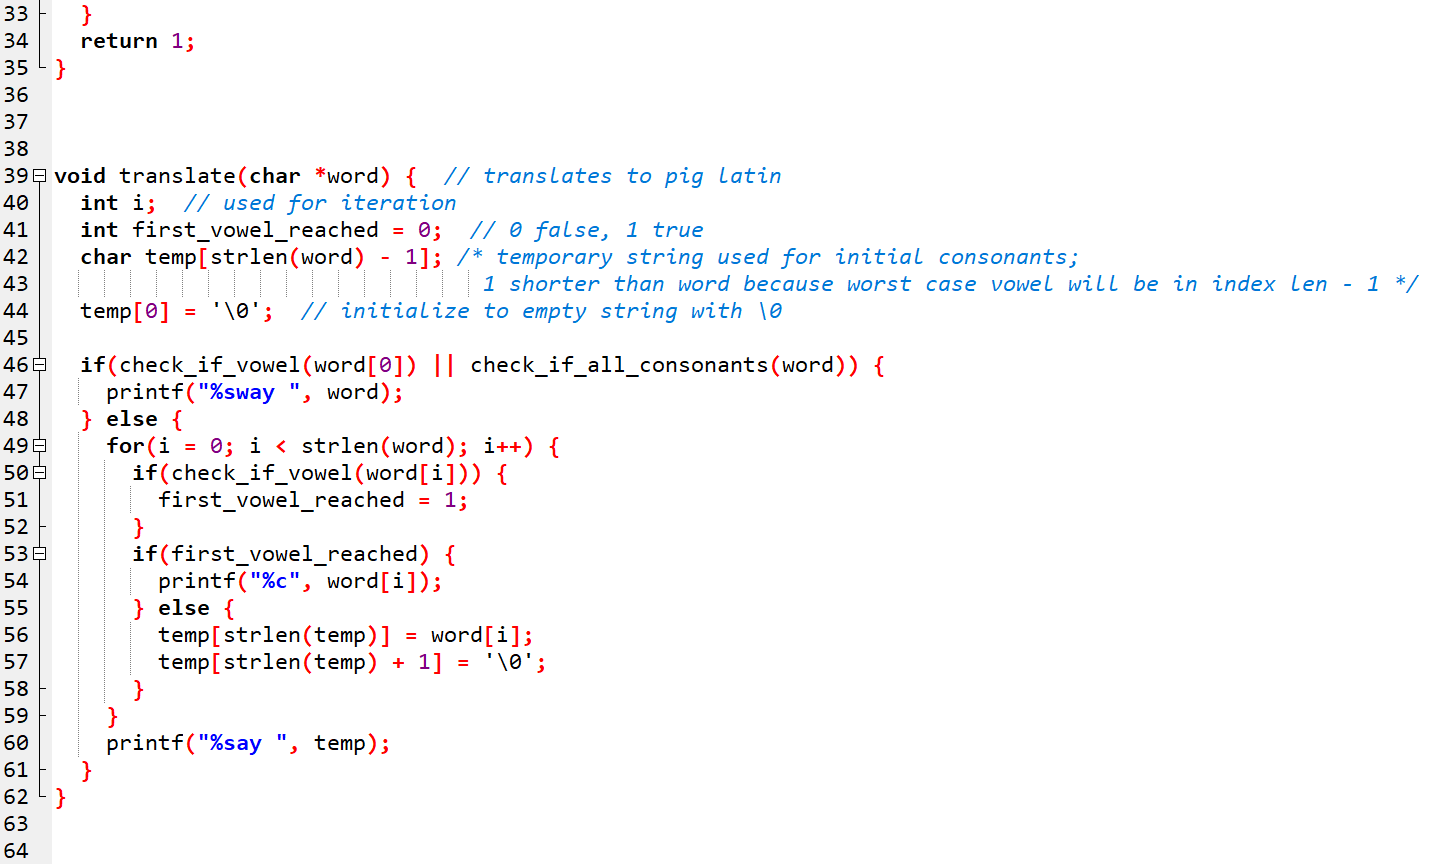 33 }
34 return 1;
35 }
36
37
38
39 void translate(char *word) { // translates to pig latin
40 int i; // used for iteration
41 int first_vowel_reached = 0; // 0 false, 1 true
42 char temp[strlen(word) - 1]; /* temporary string used for initial consonants;
43 1 shorter than word because worst case vowel will be in index len - 1 */
44 temp[0] = '\0'; // initialize to empty string with \0
45
46 if(check_if_vowel(word[0]) || check_if_all_consonants(word)) {
47 printf("%sway ", word);
48 } else {
49 for(i = 0; i < strlen(word); i++) {
50 if(check_if_vowel(word[i])) {
51 first_vowel_reached = 1;
52 }
53 if(first_vowel_reached) {
54 printf("%c", word[i]);
55 } else {
56 temp[strlen(temp)] = word[i];
57 temp[strlen(temp) + 1] = '\0';
58 }
59 }
60 printf("%say ", temp);
61 }
62 }
63
64